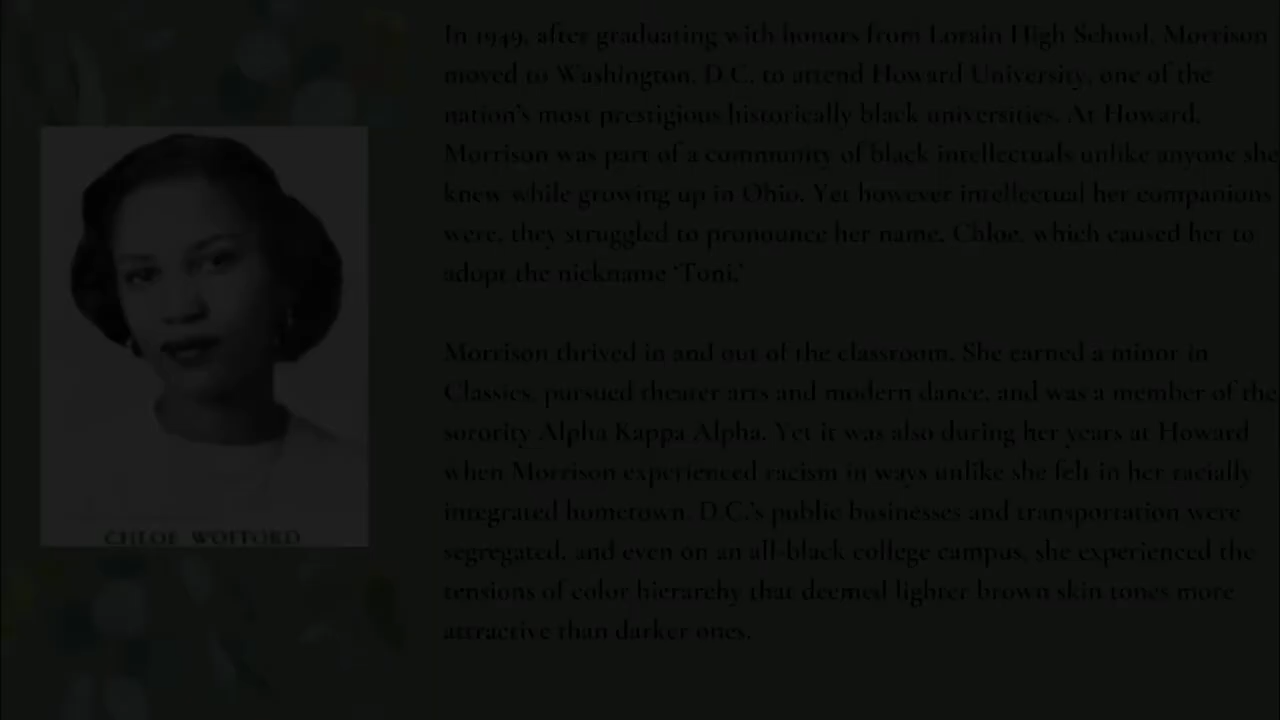 In 1949, after graduating with honors from Lorain High School, Morrison
moved to Washington, D.C. to attend Howard University, one of the
nation's most prestigious historically black universities. At Howard,
Morrison was part of a community of black intellectuals unlike anyone she
knew while growing up in Ohio. Yet however intellectual her companions
were, they struggled to pronounce her name, Chloe, which caused her to
adopt the nickname ‘Toni.’
Morrison thrived in and out of the classroom. She earned a minor in
Classics, pursued theater arts and modern dance, and was a member of the
sorority Alpha Kappa Alpha. Yet it was also during her years at Howard
when Morrison experienced racism in ways unlike she felt in her racially
integrated hometown. D.C.'s public businesses and transportation were
segregated, and even on an all-black college campus, she experienced the
tensions of color hierarchy that deemed lighter brown skin tones more
attractive than darker ones.
CHLOE WOFFORD